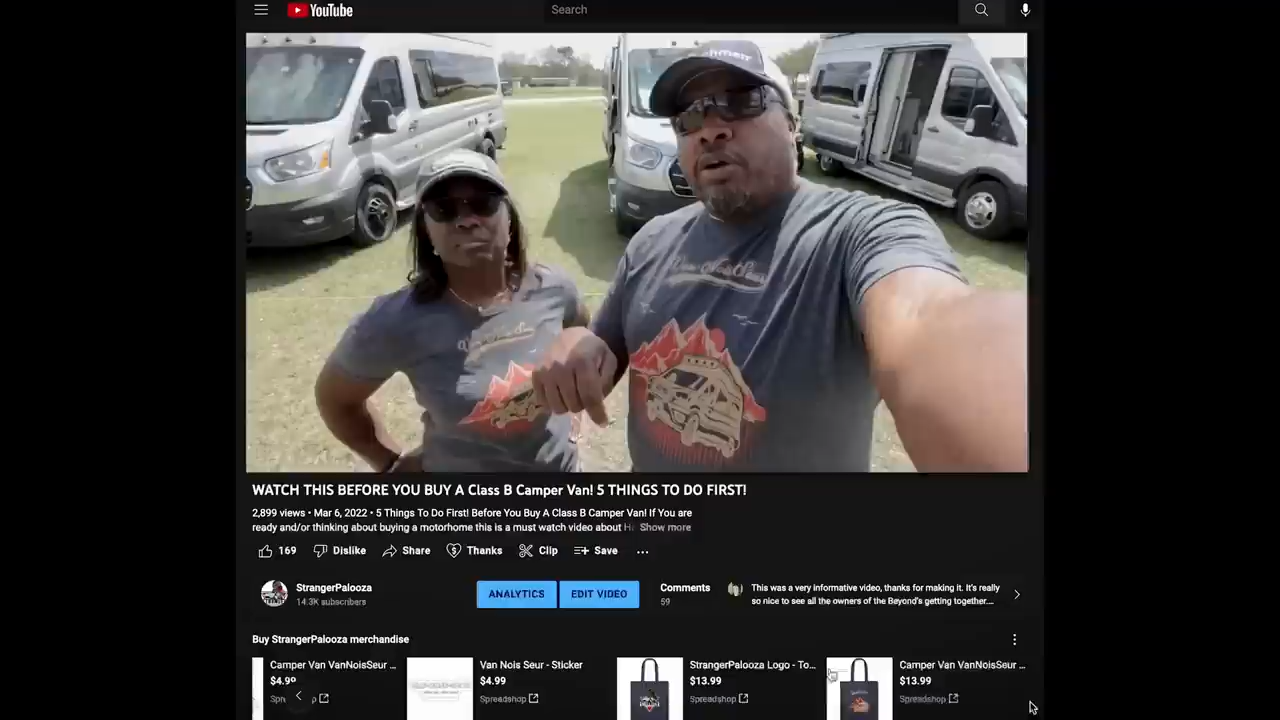 YouTube
Search
WATCH THIS BEFORE YOU BUY A Class B Camper Van! 5 THINGS TO DO FIRST!
2,899 views • Mar 6, 2022 • 5 Things To Do First! Before You Buy A Class B Camper Van! If You are
ready and/or thinking about buying a motorhome this is a must watch video about Show more
169 Dislike Share Thanks Clip Save ...
StrangerPalooza
14.3K subscribers
ANALYTICS
EDIT VIDEO
Comments
59
This was a very informative video, thanks for making it. It's really
so nice to see all the owners of the Beyond's getting together....
Buy StrangerPalooza merchandise
Camper Van VanNoisSeur ...
$4.99
Van Nois Seur - Sticker
$4.99
Spreadshop
StrangerPalooza Logo - To...
$13.99
Spreadshop
Camper Van VanNoisSeur ...
$13.99
Spreadshop